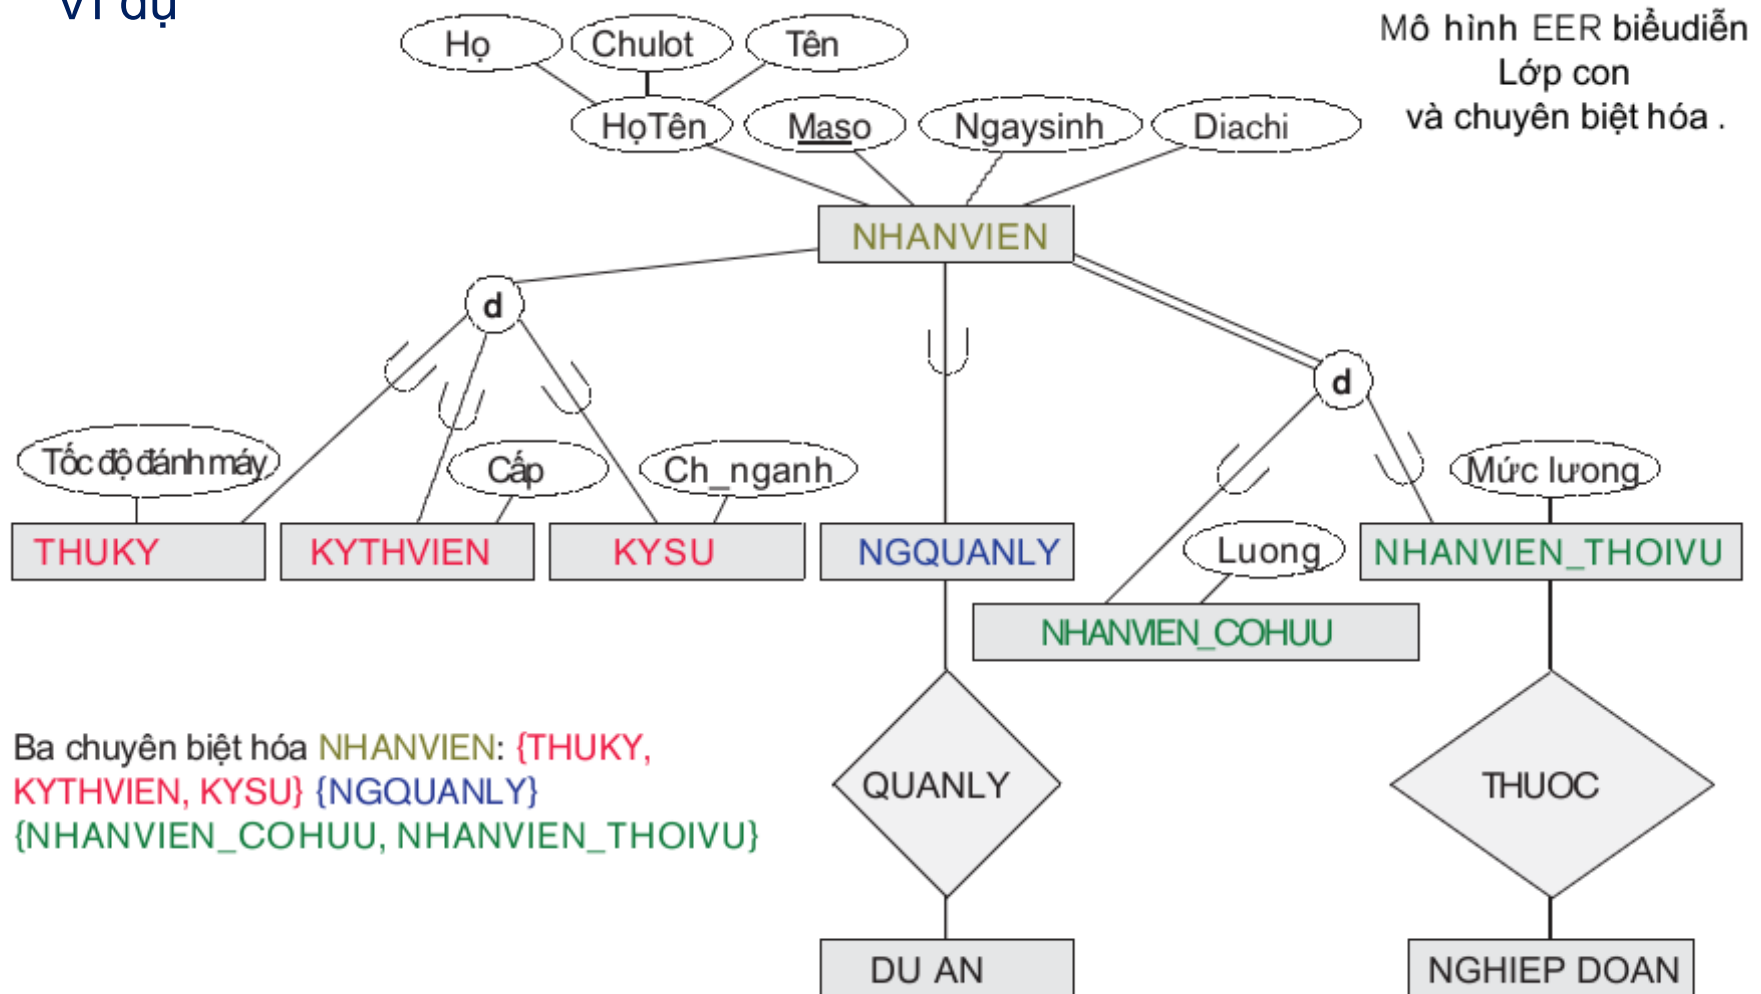 Ví dụ
Mô hình EER biểudiễn
Lớp con
và chuyên biệt hóa .
Họ
Chulot
Tên
HọTên
Maso
Ngaysinh
Diachi
NHANVIEN
d
d
Tốc độ đánh máy
Cấp
Ch_nganh
Mức lương
THUKY
KYTHVIEN
KYSU
NGQUANLY
Luong
NHANVIEN_THOIVU
NHANVIEN_COHUU
Ba chuyên biệt hóa NHANVIEN: {THUKY,
KYTHVIEN, KYSU} {NGQUANLY}
{NHANVIEN_COHUU, NHANVIEN_THOIVU}
QUANLY
THUOC
DU AN
NGHIEP DOAN